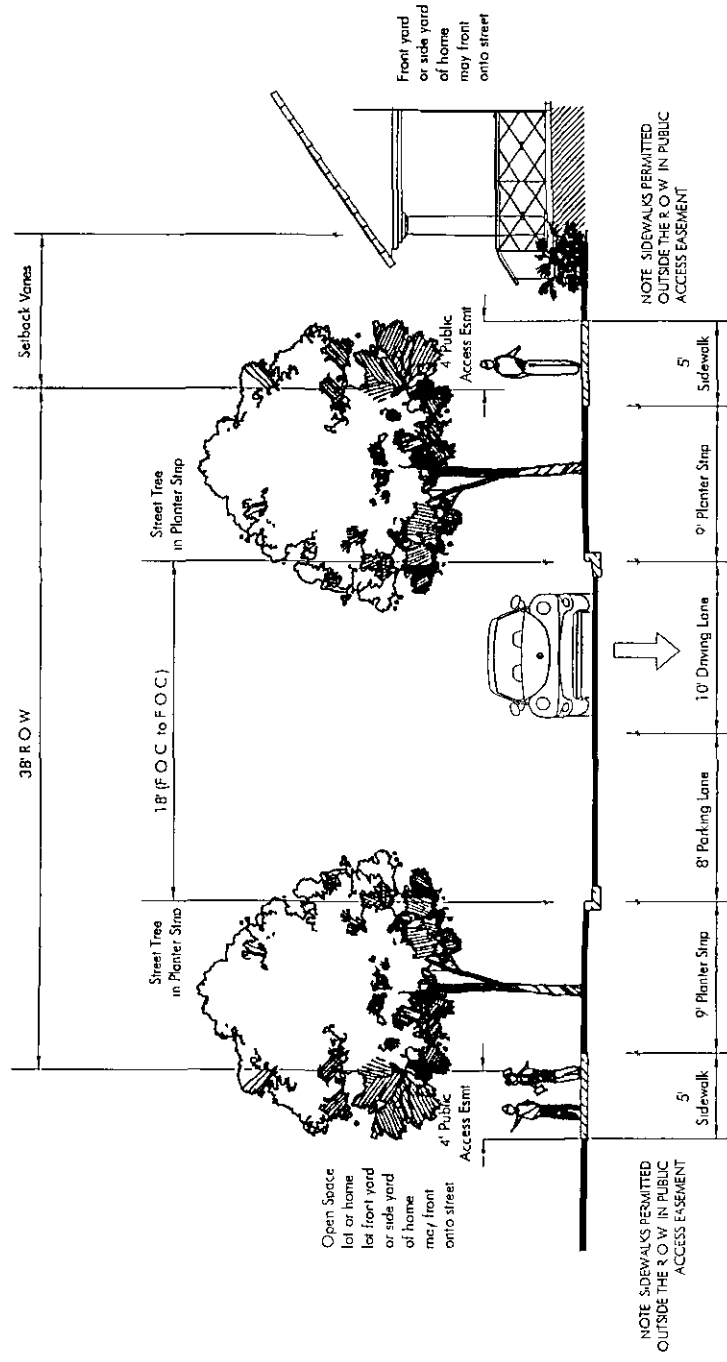 38' R O W
Setback Varies
18' (F O C to F O C)
Street Tree
in Planter Strip
Street Tree
in Planter Strip
Open Space
lot or home
lot front yard
or side yard
of home
may front
onto street
Front yard
or side yard
of home
may front
onto street
4' Public
Access Esmt
4' Public
Access Esmt
5'
Sidewalk
9' Planter Strip
8' Parking Lane
10' Driving Lane
9' Planter Strip
5'
Sidewalk
NOTE SIDEWALKS PERMITTED
OUTSIDE THE R O W IN PUBLIC
ACCESS EASEMENT
NOTE SIDEWALKS PERMITTED
OUTSIDE THE R O W IN PUBLIC
ACCESS EASEMENT